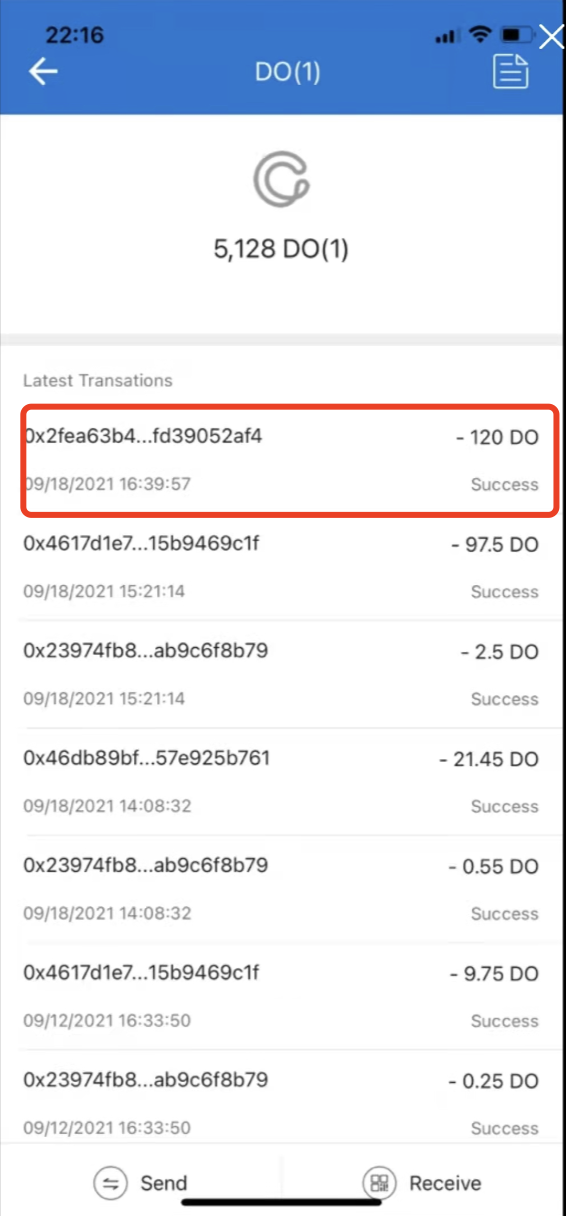 22:16
DO(1)
5,128 DO(1)
Latest Transations
0x2fea63b4...fd39052af4 - 120 DO
09/18/2021 16:39:57 Success
0x4617d1e7...15b9469c1f - 97.5 DO
09/18/2021 15:21:14 Success
0x23974fb8...ab9c6f8b79 - 2.5 DO
09/18/2021 15:21:14 Success
0x46db89bf...57e925b761 - 21.45 DO
09/18/2021 14:08:32 Success
0x23974fb8...ab9c6f8b79 - 0.55 DO
09/18/2021 14:08:32 Success
0x4617d1e7...15b9469c1f - 9.75 DO
09/12/2021 16:33:50 Success
0x23974fb8...ab9c6f8b79 - 0.25 DO
09/12/2021 16:33:50 Success
Send Receive